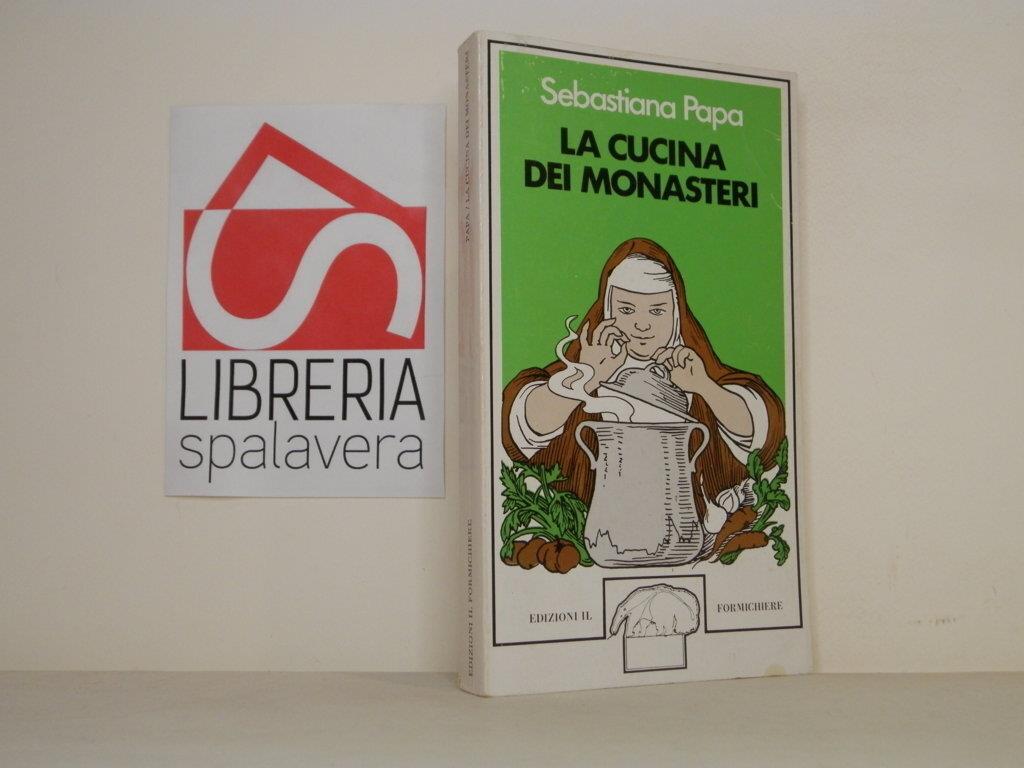 LIBRERIA
spalavera
PAPA / LA CUCINA DEI MONASTERI
EDIZIONI IL FORMICHIERE
Sebastiana Papa
LA CUCINA
DEI MONASTERI
EDIZIONI IL FORMICHIERE